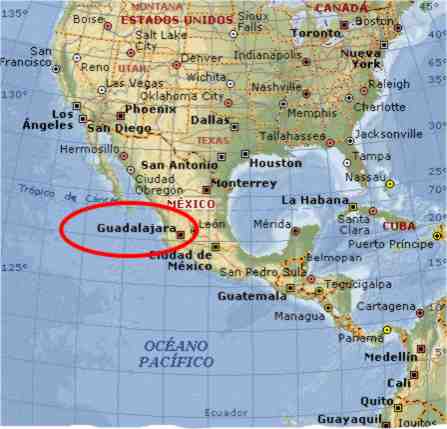 MONTANA
CANADÁ
45°
Boise
ESTADOS UNIDOS
Sioux
Falls
Boston
Toronto
Salt Lake
City
San
Francisco
Reno
Denver
Indianapolis
Nueva
York
40°
UTAH
Las Vegas
Wichita
Nashville
Raleigh
135°
Oklahoma City
Charlotte
Los
Ángeles
Phoenix
Memphis
35°
San Diego
Dallas
Hermosillo
TEXAS
Tallahassee
Jacksonville
130°
San Antonio
Houston
Tampa
Ciudad
Obregón
Nassau
Monterrey
Trópico de Cáncer
La Habana
MÉXICO
Santa
Clara
CUBA
20°
Guadalajara
León
Mérida
Puerto Príncipe
Ciudad de
México
Belmopan
125°
San Pedro Sula
Tegucigalpa
Guatemala
Cartagena
Managua
Panamá
OCÉANO
PACÍFICO
5°
Medellín
Cali
Quito
Ecuador
Guayaquil
Iquitos